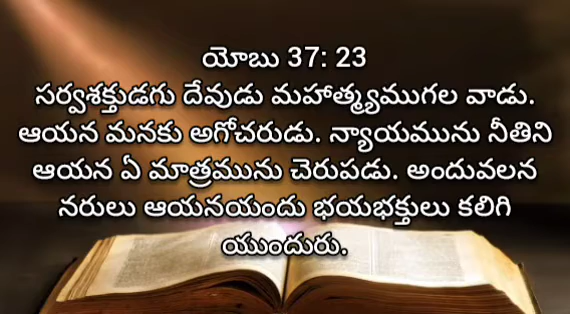 యోబు 37: 23
సర్వశక్తుడగు దేవుడు మహాత్మ్యముగల వాడు.
ఆయన మనకు అగోచరుడు. న్యాయమును నీతిని
ఆయన ఏ మాత్రమును చెరుపడు. అందువలన
నరులు ఆయనయందు భయభక్తులు కలిగి
యుందురు.